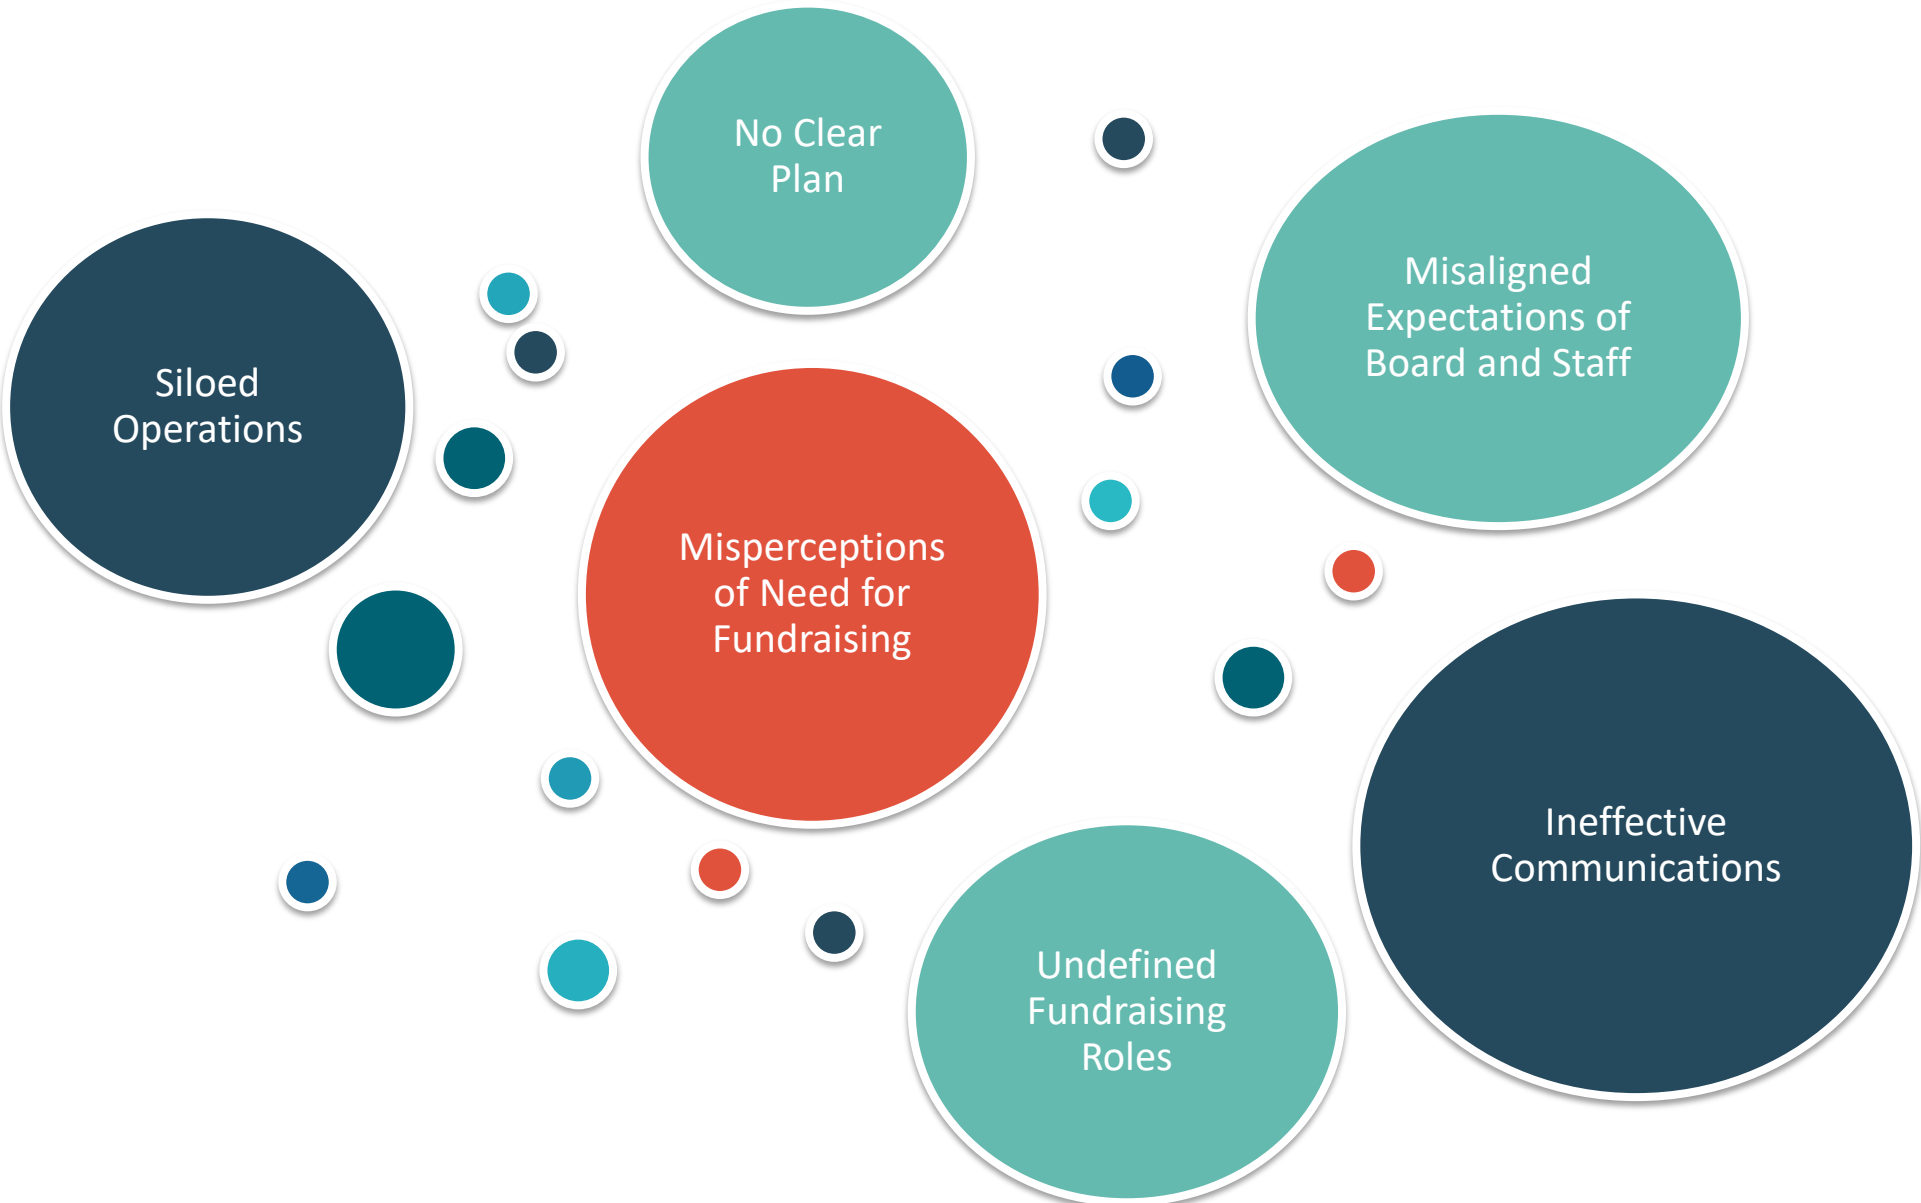 No Clear
Plan
Misaligned
Expectations of
Board and Staff
Siloed
Operations
Misperceptions
of Need for
Fundraising
Ineffective
Communications
Undefined
Fundraising
Roles